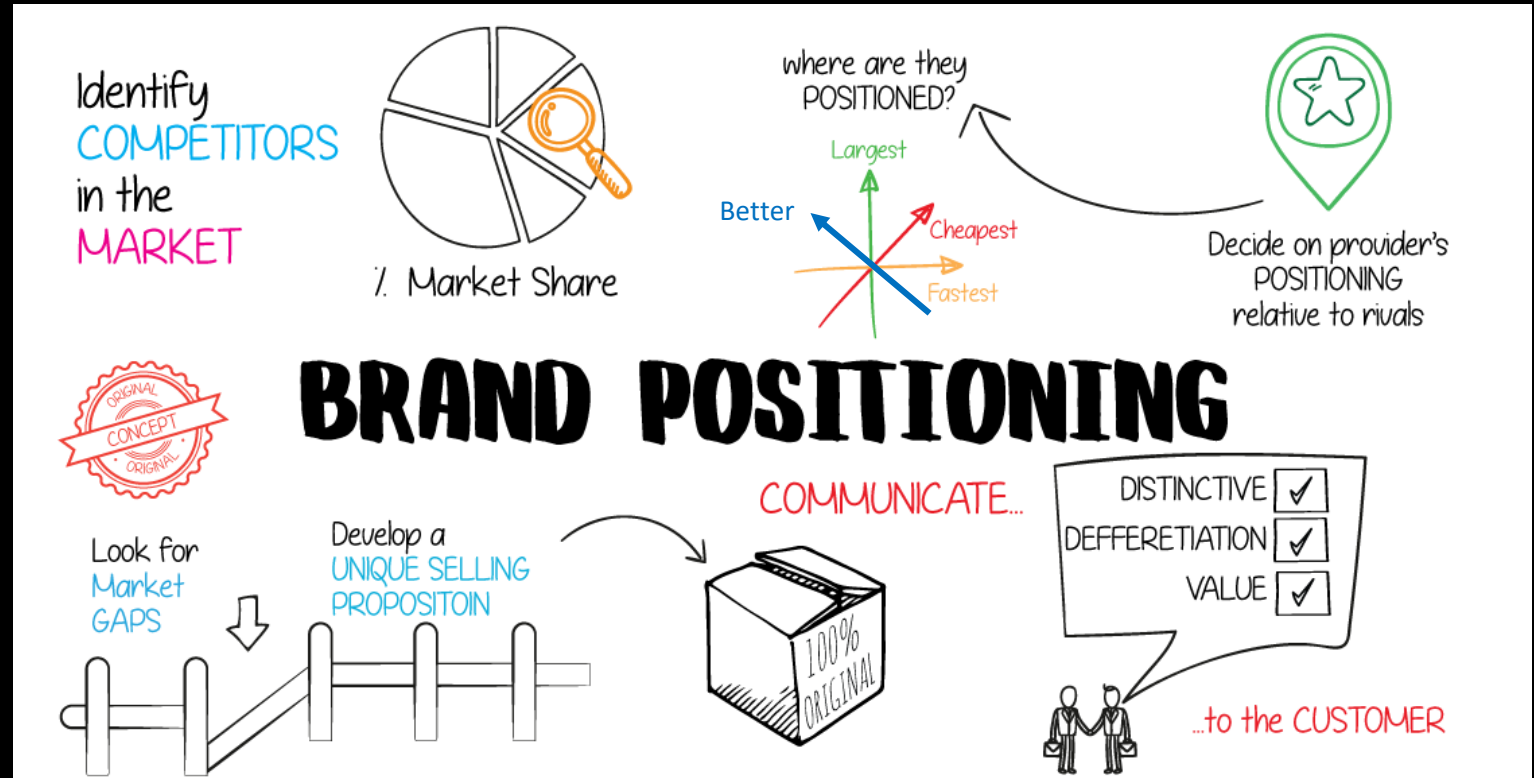 Identify
COMPETITORS
in the
MARKET
% Market Share
where are they
POSITIONED?
Largest
Better
Cheapest
Fastest
Decide on provider's
POSITIONING
relative to rivals
ORIGINAL
CONCEPT
ORIGINAL
BRAND POSITIONING
Look for
Market
GAPS
Develop a
UNIQUE SELLING
PROPOSITOIN
COMMUNICATE...
100%
ORIGINAL
DISTINCTIVE
DEFFERETIATION
VALUE
...to the CUSTOMER